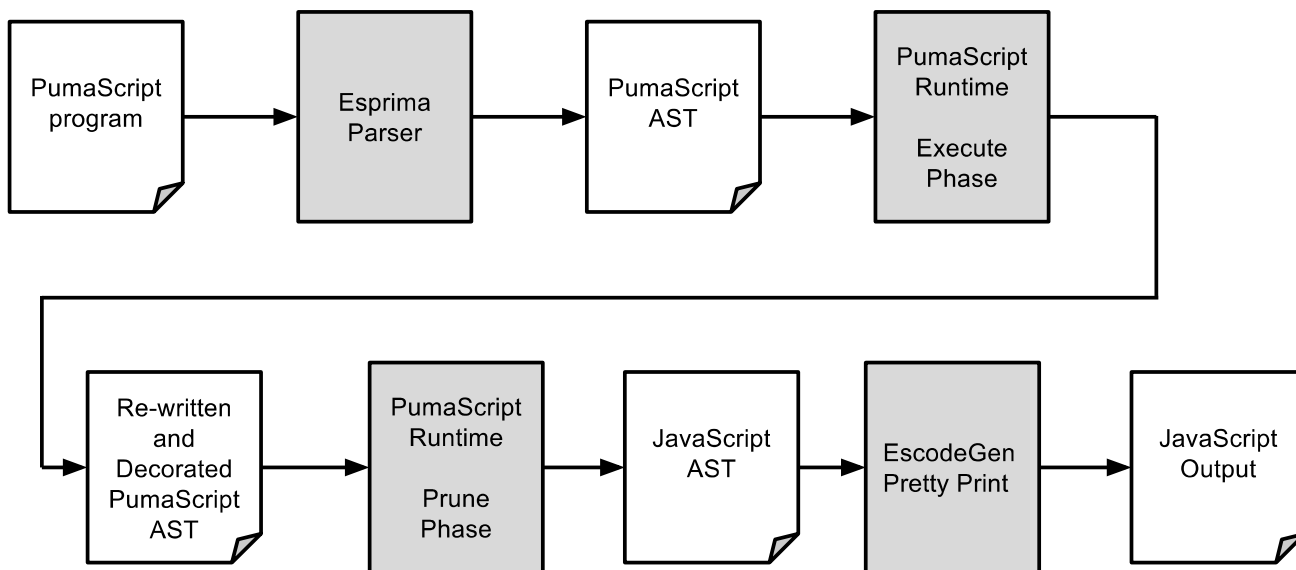 PumaScript
program
Esprima
Parser
PumaScript
AST
PumaScript
Runtime
Execute
Phase
Re-written
and
Decorated
PumaScript
AST
PumaScript
Runtime
Prune
Phase
JavaScript
AST
EscodeGen
Pretty Print
JavaScript
Output